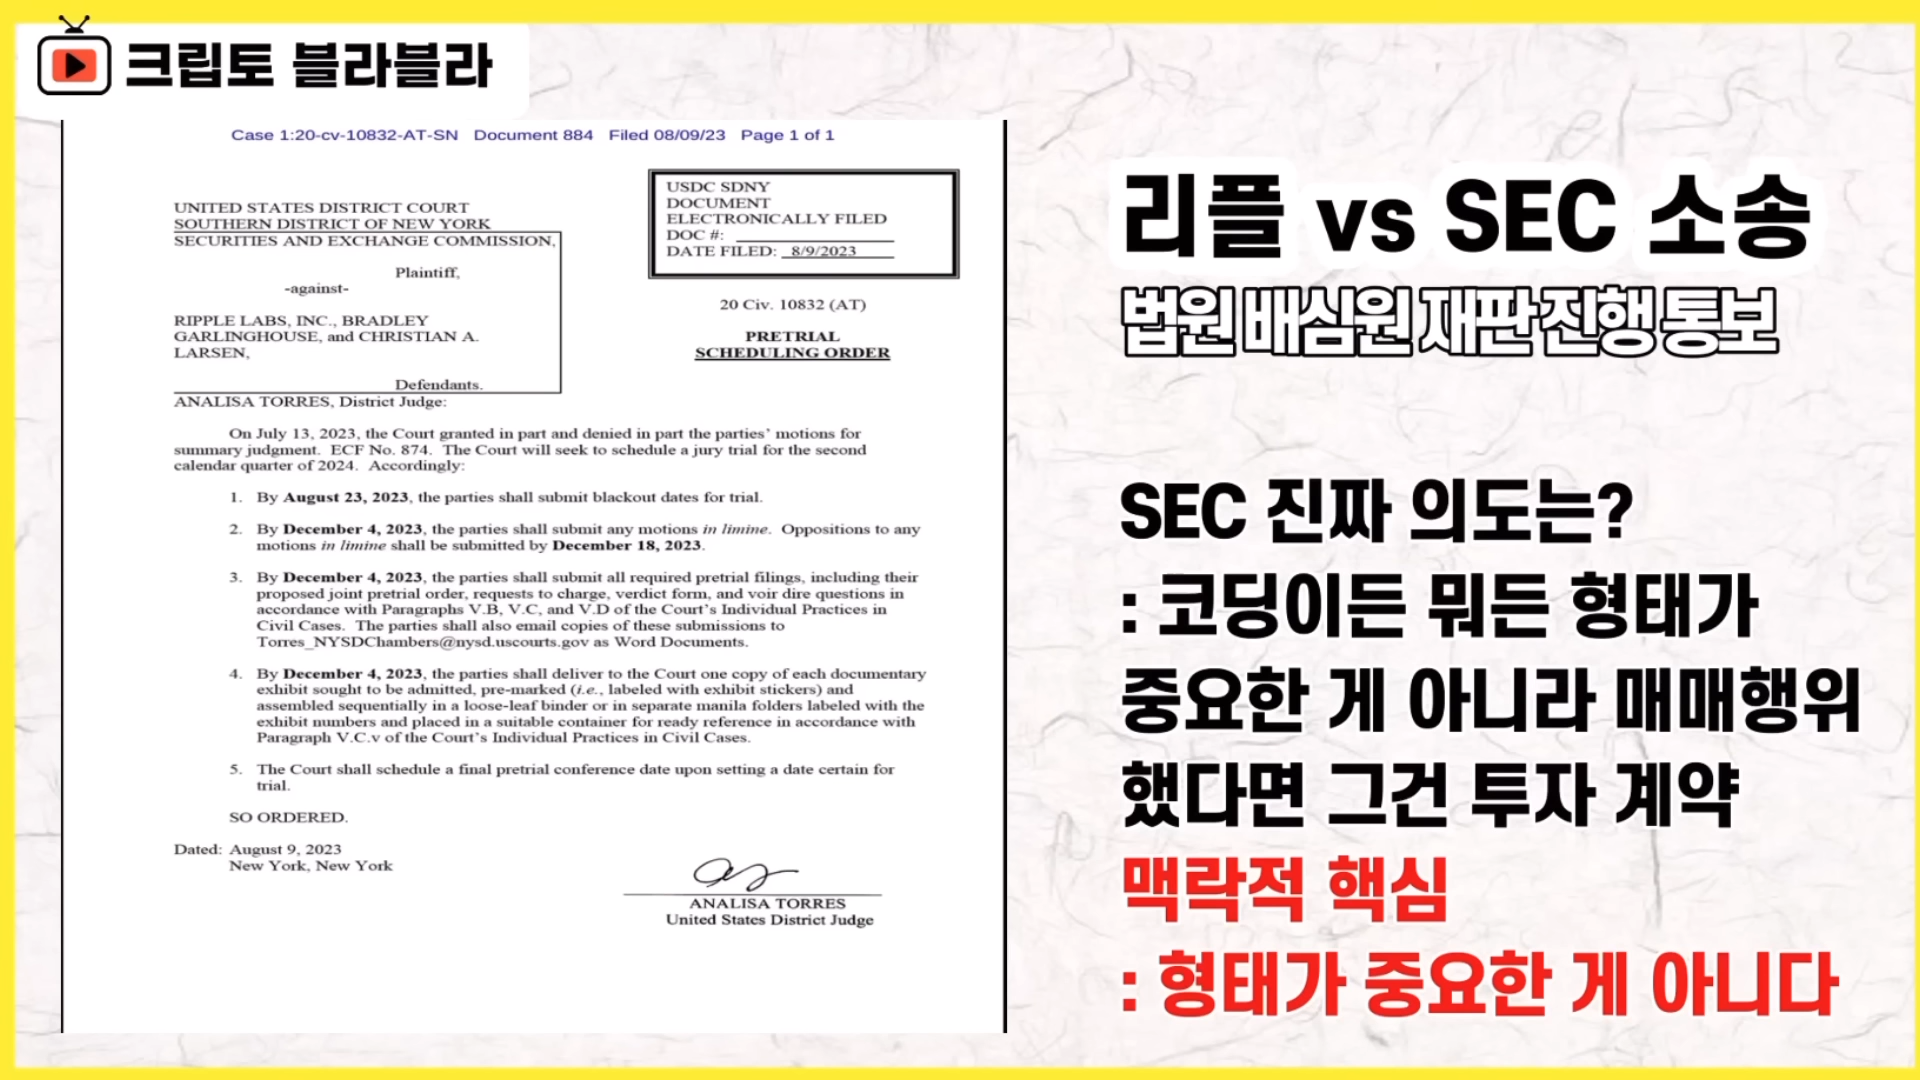 크립토 블라블라
Case 1:20-cv-10832-AT-SN Document 884 Filed 08/09/23 Page 1 of 1
UNITED STATES DISTRICT COURT
SOUTHERN DISTRICT OF NEW YORK
SECURITIES AND EXCHANGE COMMISSION,
Plaintiff,
-against-
RIPPLE LABS, INC., BRADLEY
GARLINGHOUSE, and CHRISTIAN A.
LARSEN,
Defendants.
USDC SDNY
DOCUMENT
ELECTRONICALLY FILED
DOC #:
DATE FILED: 8/9/2023
20 Civ. 10832 (AT)
PRETRIAL
SCHEDULING ORDER
ANALISA TORRES, District Judge:
On July 13, 2023, the Court granted in part and denied in part the parties' motions for
summary judgment. ECF No. 874. The Court will seek to schedule a jury trial for the second
calendar quarter of 2024. Accordingly:
1. By August 23, 2023, the parties shall submit blackout dates for trial.
2. By December 4, 2023, the parties shall submit any motions in limine. Oppositions to any
motions in limine shall be submitted by December 18, 2023.
3. By December 4, 2023, the parties shall submit all required pretrial filings, including their
proposed joint pretrial order, requests to charge, verdict form, and voir dire questions in
accordance with Paragraphs V.B, V.C, and V.D of the Court's Individual Practices in
Civil Cases. The parties shall also email copies of these submissions to
Torres_NYSDChambers@nysd.uscourts.gov as Word Documents.
4. By December 4, 2023, the parties shall deliver to the Court one copy of each documentary
exhibit sought to be admitted, pre-marked (i.e., labeled with exhibit stickers) and
assembled sequentially in a loose-leaf binder or in separate manila folders labeled with the
exhibit numbers and placed in a suitable container for ready reference in accordance with
Paragraph V.C.v of the Court's Individual Practices in Civil Cases.
5. The Court shall schedule a final pretrial conference date upon setting a date certain for
trial.
SO ORDERED.
Dated: August 9, 2023
New York, New York
ANALISA TORRES
United States District Judge
리플 vs SEC 소송
법원 배심원 재판 진행 통보
SEC 진짜 의도는?
: 코딩이든 뭐든 형태가
중요한 게 아니라 매매행위
했다면 그건 투자 계약
맥락적 핵심
: 형태가 중요한 게 아니다